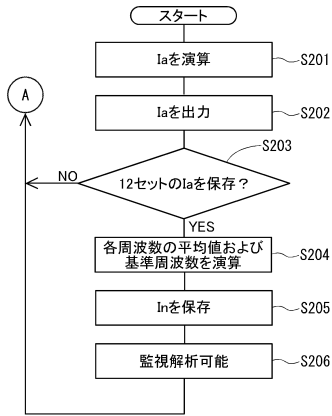 スタート
Iaを演算
S201
A
Iaを出力
S202
S203
NO
12セットのIaを保存？
YES
各周波数の平均値および
基準周波数を演算
S204
Inを保存
S205
監視解析可能
S206